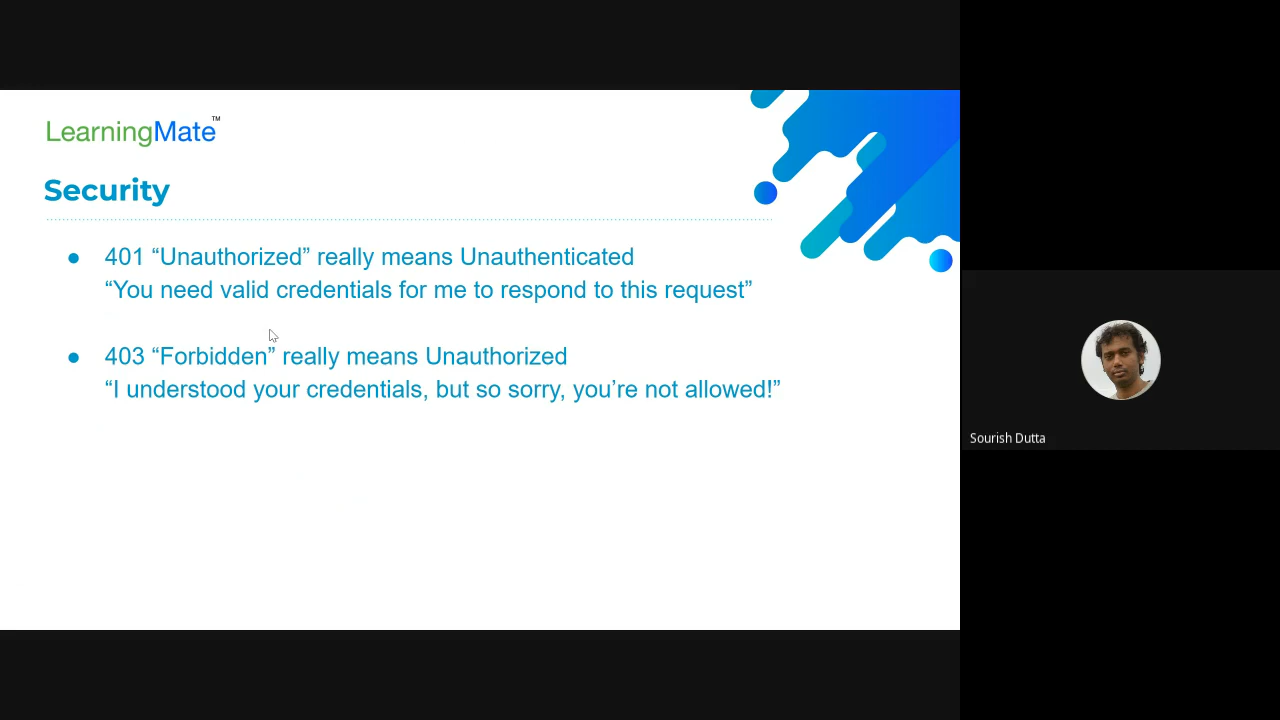 LearningMate™
Security
● 401 “Unauthorized” really means Unauthenticated
“You need valid credentials for me to respond to this request”
● 403 “Forbidden” really means Unauthorized
“I understood your credentials, but so sorry, you’re not allowed!”
Sourish Dutta